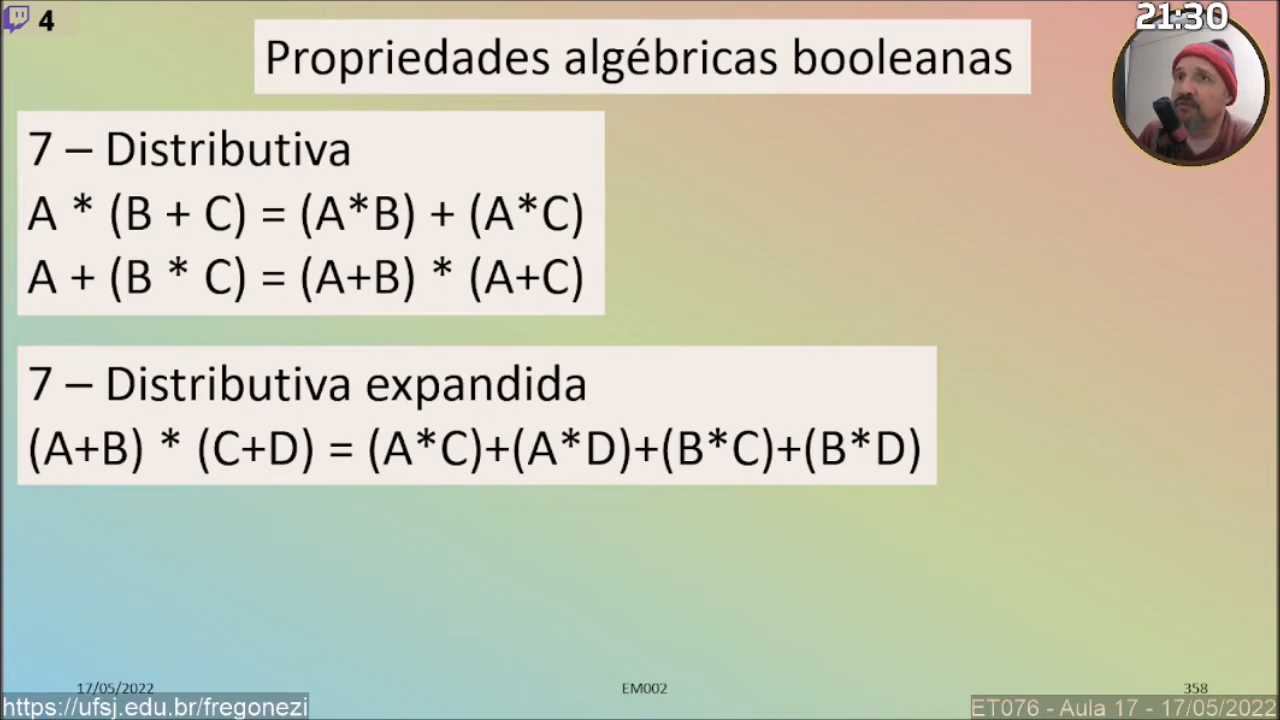 4
21:30
Propriedades algébricas booleanas
7 – Distributiva
A * (B + C) = (A*B) + (A*C)
A + (B * C) = (A+B) * (A+C)
7 – Distributiva expandida
(A+B) * (C+D) = (A*C)+(A*D)+(B*C)+(B*D)
17/05/2022
EM002
358
https://ufsj.edu.br/fregonezi
ET076 - Aula 17 - 17/05/2022